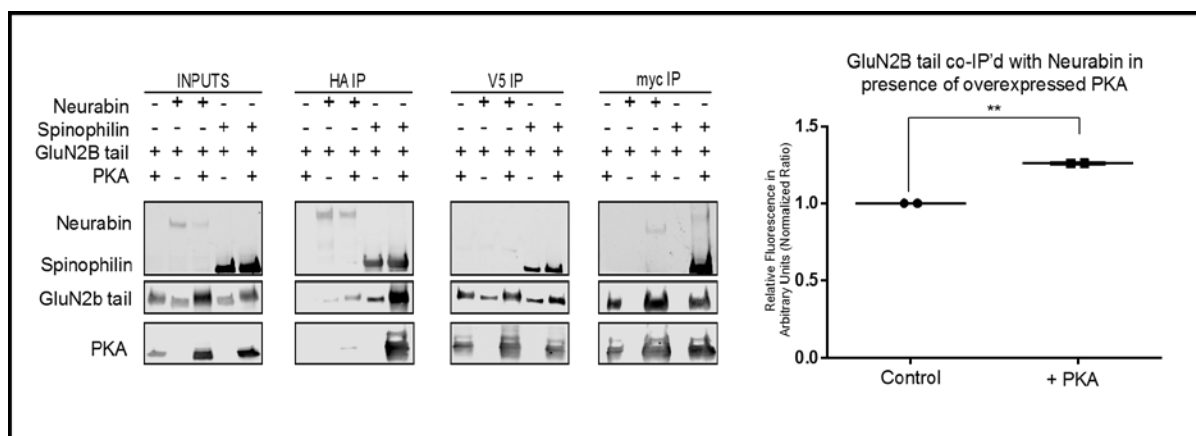 INPUTS HA IP V5 IP myc IP
Neurabin - + + - - - + + - - - + + - - - + + - -
Spinophilin - - - + + - - - + + - - - + + - - - + +
GluN2B tail + + + + + + + + + + + + + + + + + + + +
PKA + - + - + + - + - + + - + - + + - + - +
Neurabin
Spinophilin
GluN2b tail
PKA
GluN2B tail co-IP'd with Neurabin in
presence of overexpressed PKA
**
Relative Fluorescence in
Arbitrary Units (Normalized Ratio)
1.5
1.0
0.5
0.0
Control + PKA